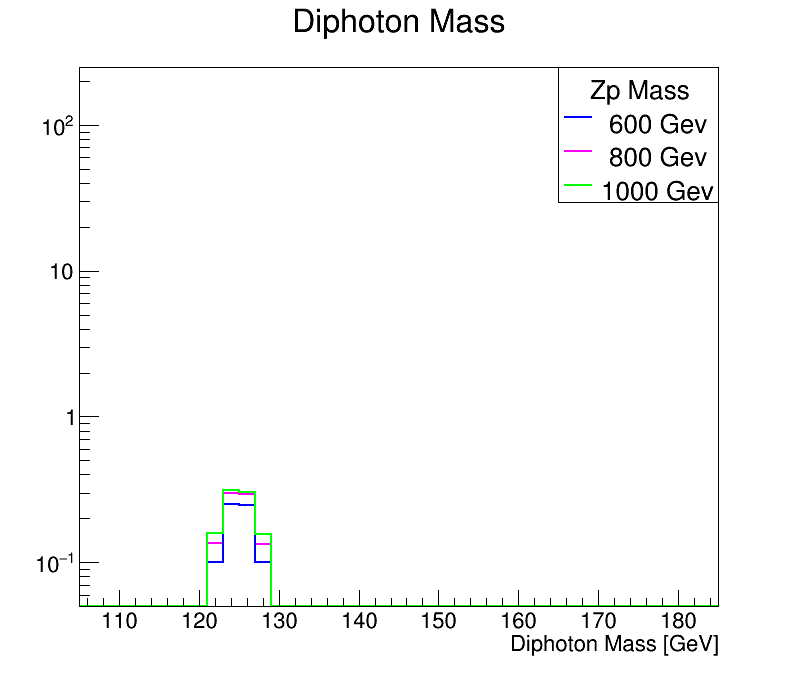 Diphoton Mass
Zp Mass
600 Gev
800 Gev
1000 Gev
10²
10
1
10⁻¹
110 120 130 140 150 160 170 180
Diphoton Mass [GeV]